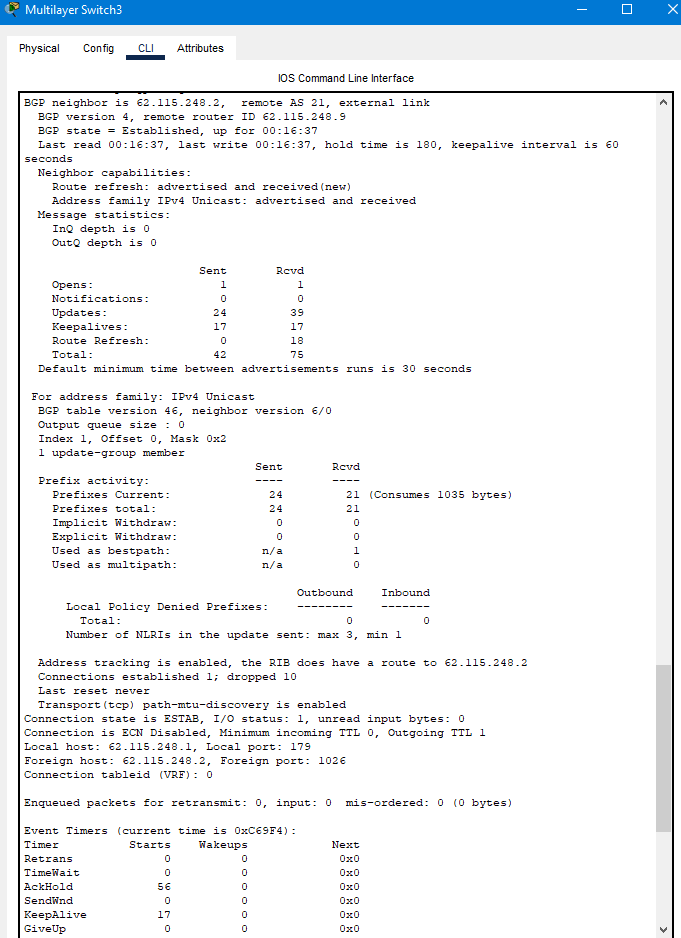 Multilayer Switch3
Physical Config CLI Attributes
IOS Command Line Interface
BGP neighbor is 62.115.248.2, remote AS 21, external link
BGP version 4, remote router ID 62.115.248.9
BGP state = Established, up for 00:16:37
Last read 00:16:37, last write 00:16:37, hold time is 180, keepalive interval is 60
seconds
Neighbor capabilities:
Route refresh: advertised and received(new)
Address family IPv4 Unicast: advertised and received
Message statistics:
InQ depth is 0
OutQ depth is 0
Sent Rcvd
Opens: 1 1
Notifications: 0 0
Updates: 24 39
Keepalives: 17 17
Route Refresh: 0 18
Total: 42 75
Default minimum time between advertisements runs is 30 seconds
For address family: IPv4 Unicast
BGP table version 46, neighbor version 6/0
Output queue size : 0
Index 1, Offset 0, Mask 0x2
1 update-group member
Sent Rcvd
Prefix activity: ---- ----
Prefixes Current: 24 21 (Consumes 1035 bytes)
Prefixes total: 24 21
Implicit Withdraw: 0 0
Explicit Withdraw: 0 0
Used as bestpath: n/a 1
Used as multipath: n/a 0
Outbound Inbound
Local Policy Denied Prefixes: -------- -------
Total: 0 0
Number of NLRIs in the update sent: max 3, min 1
Address tracking is enabled, the RIB does have a route to 62.115.248.2
Connections established 1; dropped 10
Last reset never
Transport(tcp) path-mtu-discovery is enabled
Connection state is ESTAB, I/O status: 1, unread input bytes: 0
Connection is ECN Disabled, Minimum incoming TTL 0, Outgoing TTL 1
Local host: 62.115.248.1, Local port: 179
Foreign host: 62.115.248.2, Foreign port: 1026
Connection tableid (VRF): 0
Enqueued packets for retransmit: 0, input: 0 mis-ordered: 0 (0 bytes)
Event Timers (current time is 0xC69F4):
Timer Starts Wakeups Next
Retrans 0 0 0x0
TimeWait 0 0 0x0
AckHold 56 0 0x0
SendWnd 0 0 0x0
KeepAlive 17 0 0x0
GiveUp 0 0 0x0